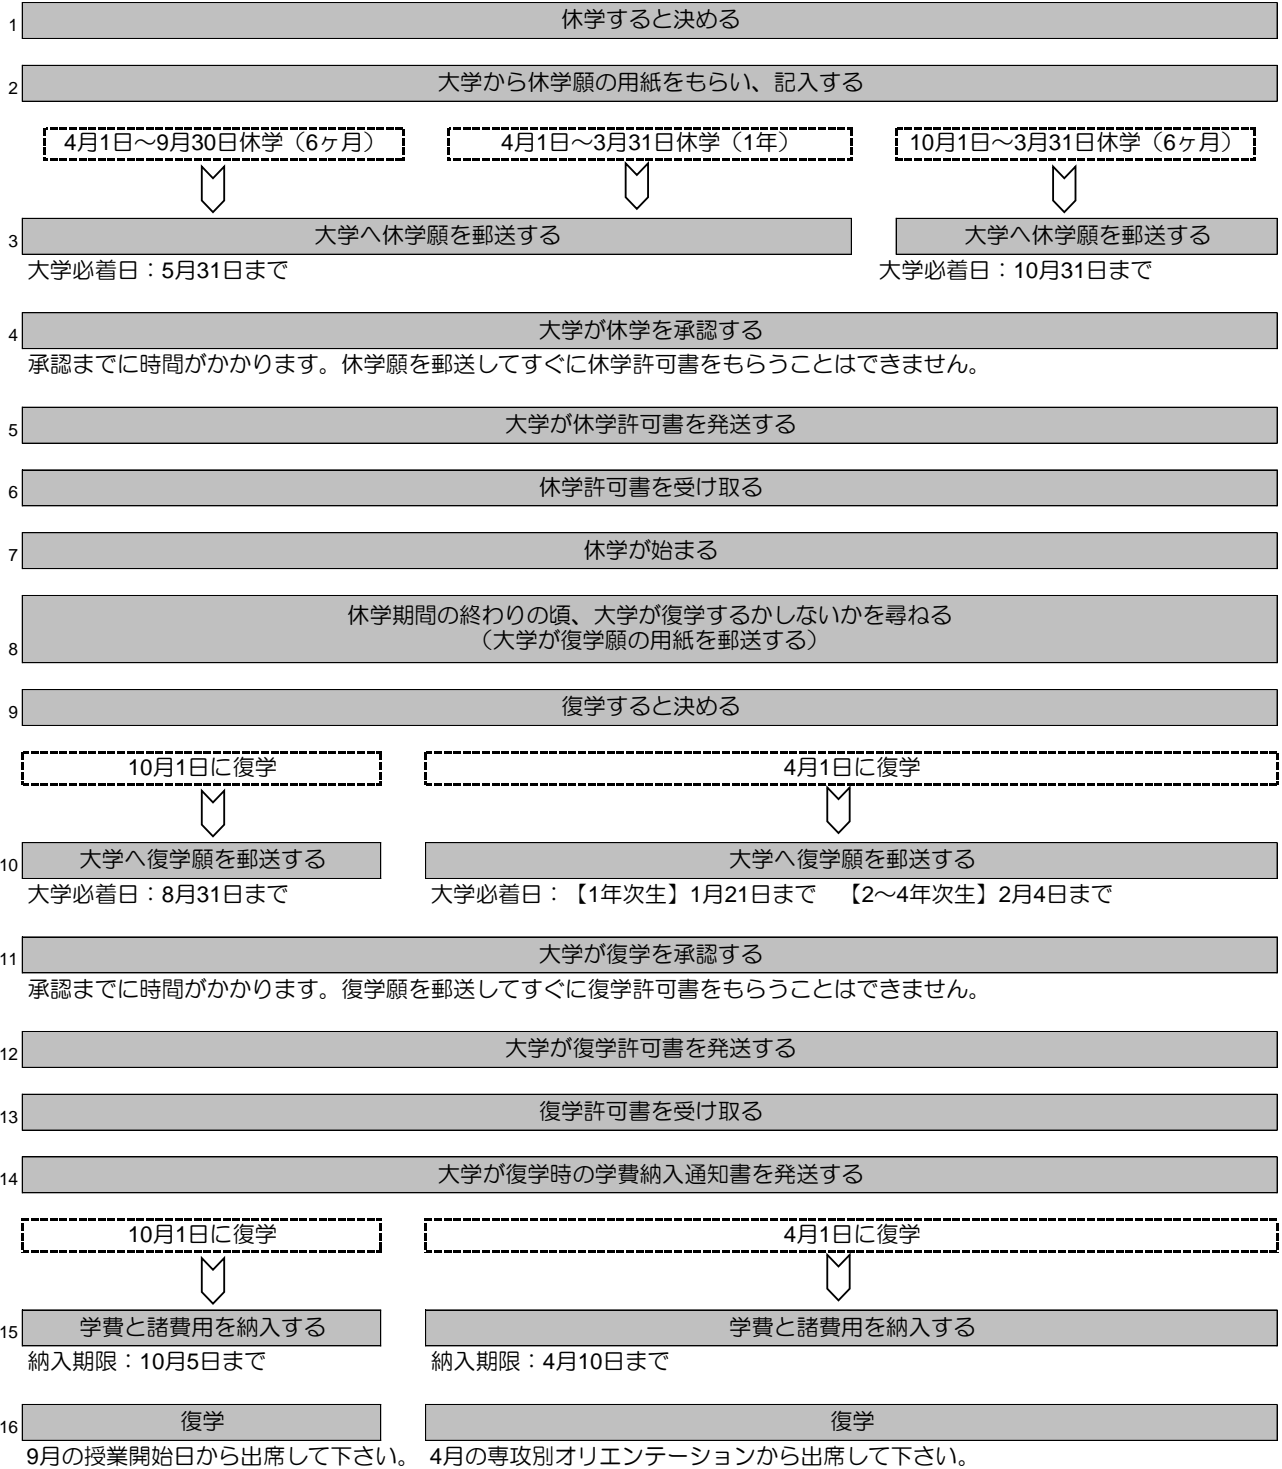 1 休学すると決める
2 大学から休学願の用紙をもらい、記入する
4月1日～9月30日休学（6ヶ月） 4月1日～3月31日休学（1年） 10月1日～3月31日休学（6ヶ月）
3 大学へ休学願を郵送する 大学へ休学願を郵送する
大学必着日：5月31日まで 大学必着日：10月31日まで
4 大学が休学を承認する
承認までに時間がかかります。休学願を郵送してすぐに休学許可書をもらうことはできません。
5 大学が休学許可書を発送する
6 休学許可書を受け取る
7 休学が始まる
休学期間の終わりの頃、大学が復学するかしないかを尋ねる
8 （大学が復学願の用紙を郵送する）
9 復学すると決める
10月1日に復学 4月1日に復学
10 大学へ復学願を郵送する 大学へ復学願を郵送する
大学必着日：8月31日まで 大学必着日：【1年次生】1月21日まで 【2～4年次生】2月4日まで
11 大学が復学を承認する
承認までに時間がかかります。復学願を郵送してすぐに復学許可書をもらうことはできません。
12 大学が復学許可書を発送する
13 復学許可書を受け取る
14 大学が復学時の学費納入通知書を発送する
10月1日に復学 4月1日に復学
15 学費と諸費用を納入する 学費と諸費用を納入する
納入期限：10月5日まで 納入期限：4月10日まで
16 復学 復学
9月の授業開始日から出席して下さい。 4月の専攻別オリエンテーションから出席して下さい。